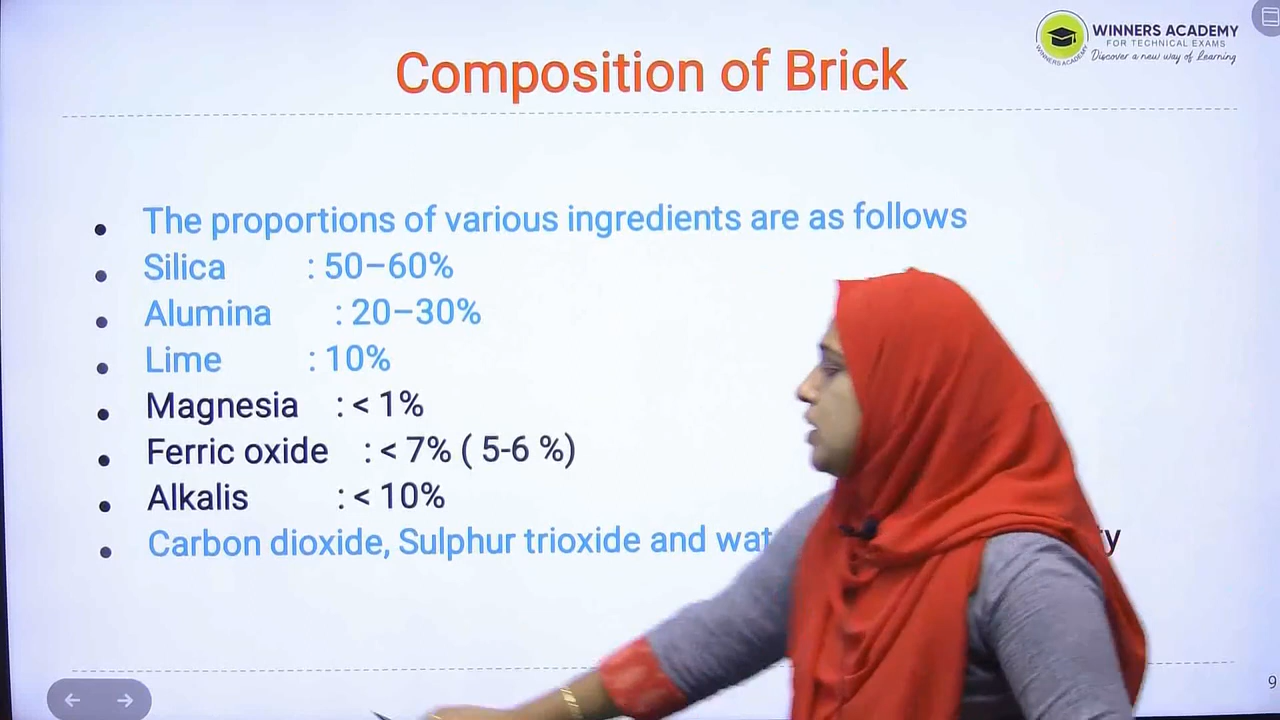 WINNERS ACADEMY
FOR TECHNICAL EXAMS
Discover a new way of Learning
WINNERS ACADEMY
Composition of Brick
The proportions of various ingredients are as follows
Silica : 50–60%
Alumina : 20–30%
Lime : 10%
Magnesia : < 1%
Ferric oxide : < 7% ( 5-6 %)
Alkalis : < 10%
Carbon dioxide, Sulphur trioxide and
9